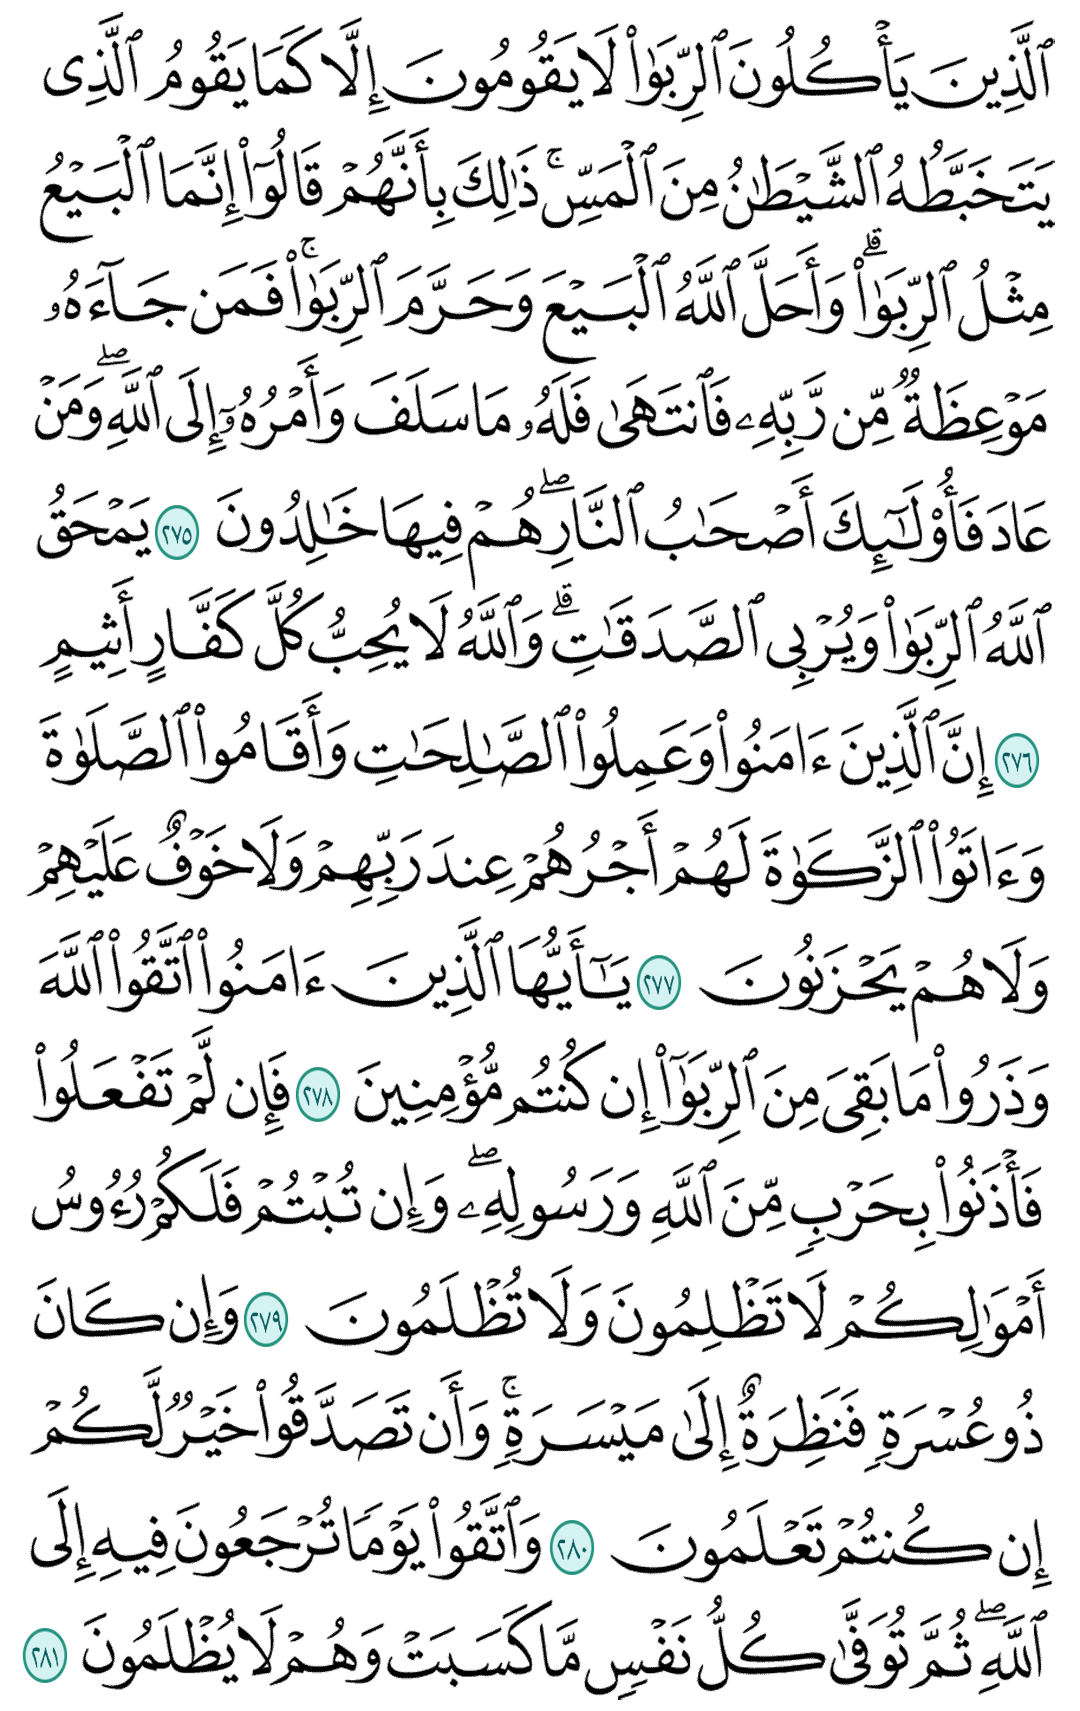 ٱلَّذِينَ يَأۡكُلُونَ ٱلرِّبَوٰاْ لَا يَقُومُونَ إِلَّا كَمَا يَقُومُ ٱلَّذِي
يَتَخَبَّطُهُ ٱلشَّيۡطَٰنُ مِنَ ٱلۡمَسِّۚ ذَٰلِكَ بِأَنَّهُمۡ قَالُوٓاْ إِنَّمَا ٱلۡبَيۡعُ
مِثۡلُ ٱلرِّبَوٰاْۗ وَأَحَلَّ ٱللَّهُ ٱلۡبَيۡعَ وَحَرَّمَ ٱلرِّبَوٰاْۚ فَمَن جَآءَهُۥ
مَوۡعِظَةٞ مِّن رَّبِّهِۦ فَٱنتَهَىٰ فَلَهُۥ مَا سَلَفَ وَأَمۡرُهُۥٓ إِلَى ٱللَّهِۖ وَمَنۡ
عَادَ فَأُوْلَٰٓئِكَ أَصۡحَٰبُ ٱلنَّارِۖ هُمۡ فِيهَا خَٰلِدُونَ ٢٧٥ يَمۡحَقُ
ٱللَّهُ ٱلرِّبَوٰاْ وَيُرۡبِي ٱلصَّدَقَٰتِۗ وَٱللَّهُ لَا يُحِبُّ كُلَّ كَفَّارٍ أَثِيمٍ
٢٧٦ إِنَّ ٱلَّذِينَ ءَامَنُواْ وَعَمِلُواْ ٱلصَّٰلِحَٰتِ وَأَقَامُواْ ٱلصَّلَوٰةَ
وَءَاتَوُاْ ٱلزَّكَوٰةَ لَهُمۡ أَجۡرُهُمۡ عِندَ رَبِّهِمۡ وَلَا خَوۡفٌ عَلَيۡهِمۡ
وَلَا هُمۡ يَحۡزَنُونَ ٢٧٧ يَٰٓأَيُّهَا ٱلَّذِينَ ءَامَنُواْ ٱتَّقُواْ ٱللَّهَ
وَذَرُواْ مَا بَقِيَ مِنَ ٱلرِّبَوٰٓاْ إِن كُنتُم مُّؤۡمِنِينَ ٢٧٨ فَإِن لَّمۡ تَفۡعَلُواْ
فَأۡذَنُواْ بِحَرۡبٖ مِّنَ ٱللَّهِ وَرَسُولِهِۦۖ وَإِن تُبۡتُمۡ فَلَكُمۡ رُءُوسُ
أَمۡوَٰلِكُمۡ لَا تَظۡلِمُونَ وَلَا تُظۡلَمُونَ ٢٧٩ وَإِن كَانَ
ذُو عُسۡرَةٖ فَنَظِرَةٌ إِلَىٰ مَيۡسَرَةٖۚ وَأَن تَصَدَّقُواْ خَيۡرٞ لَّكُمۡ
إِن كُنتُمۡ تَعۡلَمُونَ ٢٨٠ وَٱتَّقُواْ يَوۡمٗا تُرۡجَعُونَ فِيهِ إِلَى
ٱللَّهِۖ ثُمَّ تُوَفَّىٰ كُلُّ نَفۡسٖ مَّا كَسَبَتۡ وَهُمۡ لَا يُظۡلَمُونَ ٢٨١